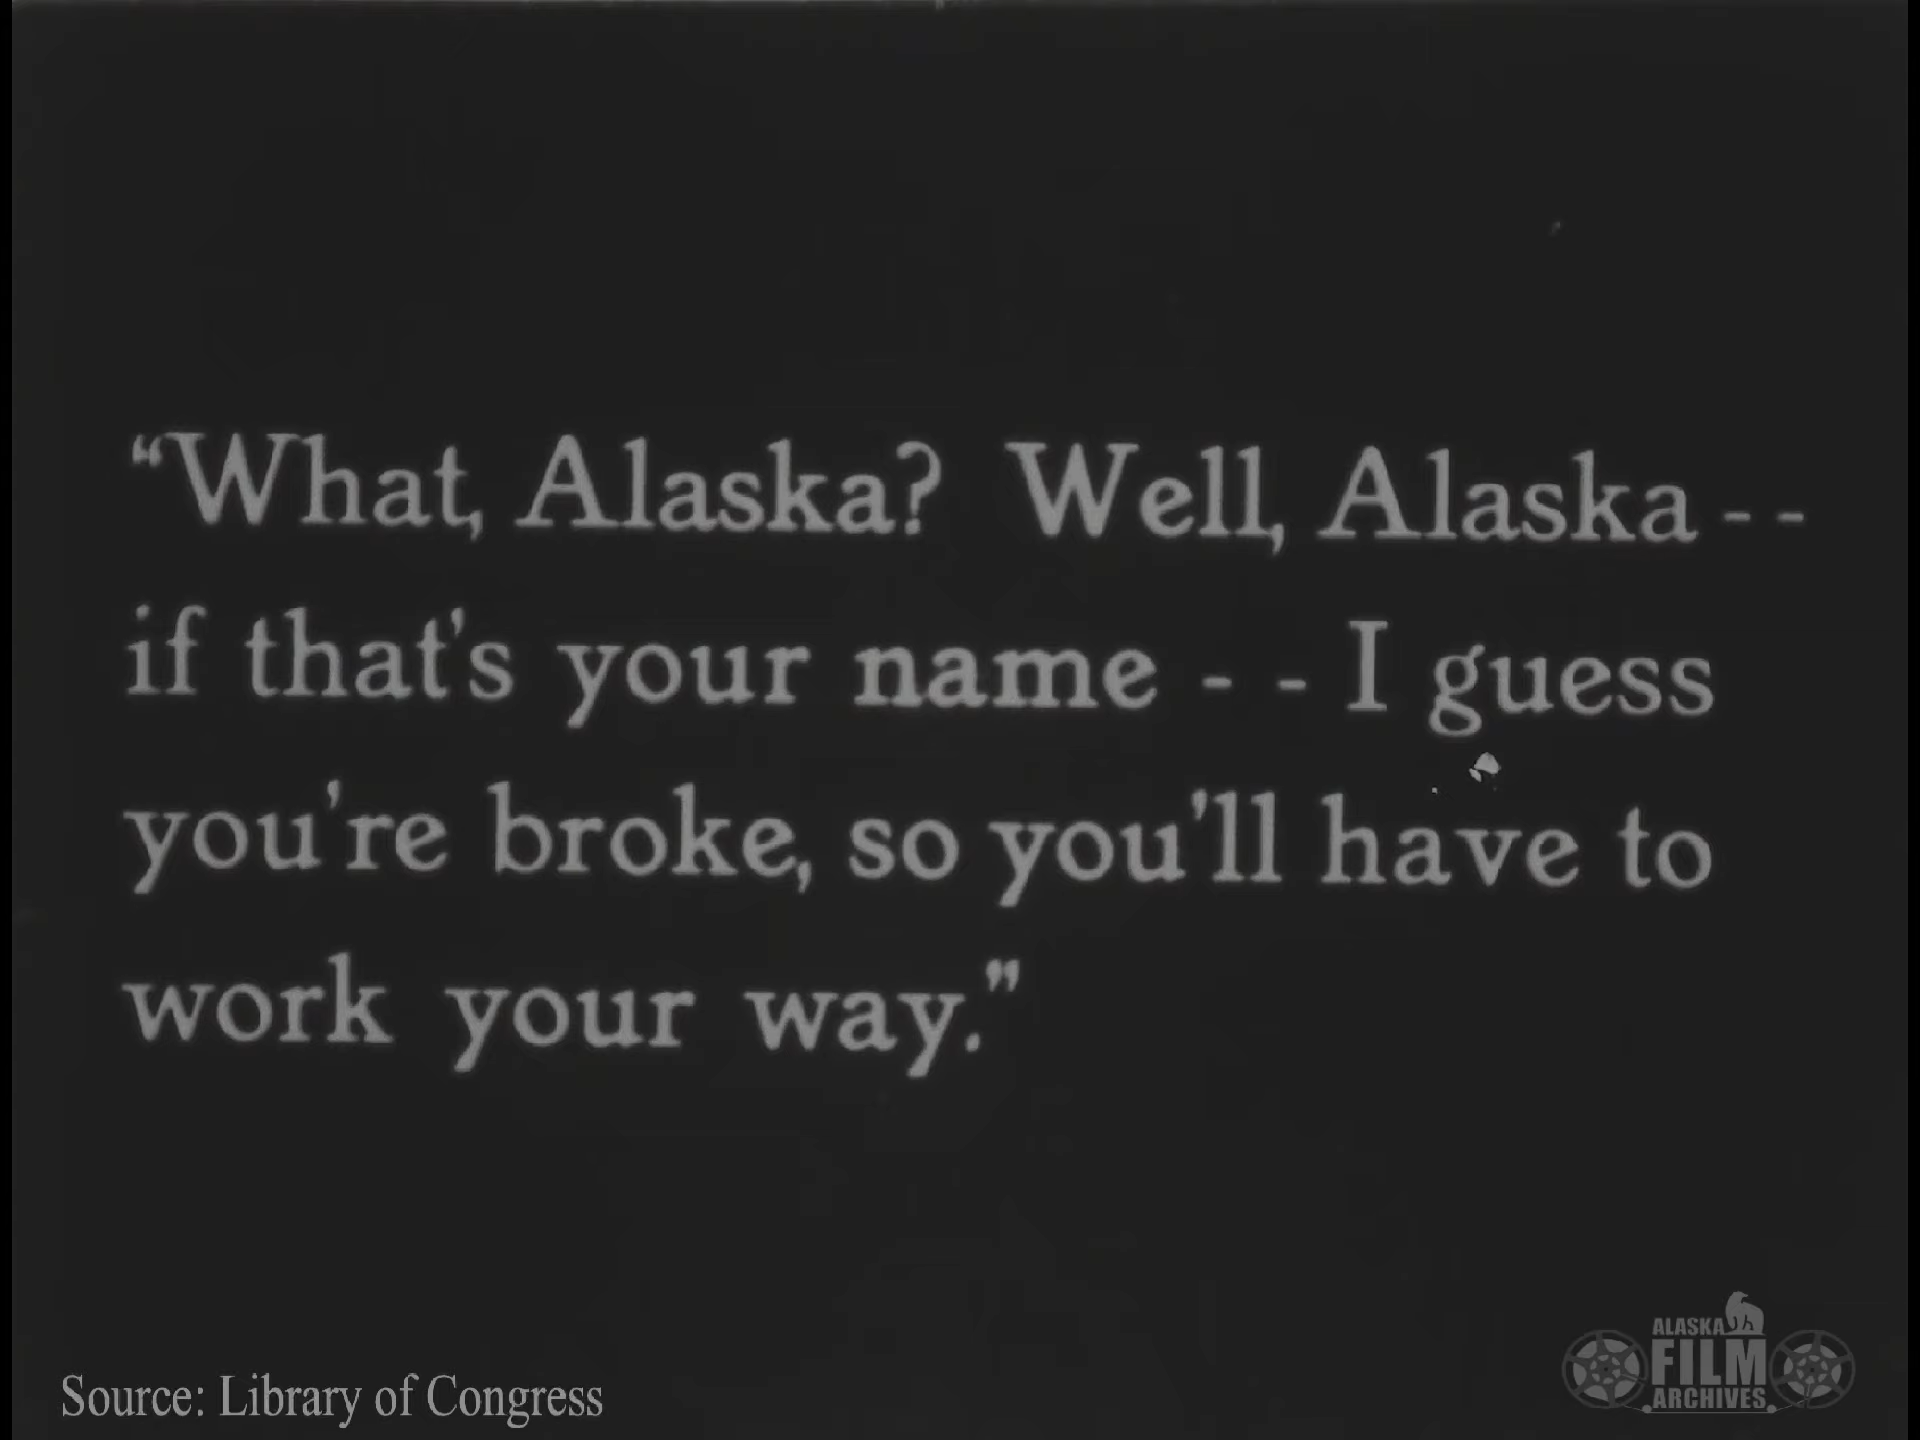 “What, Alaska? Well, Alaska - -
if that's your name - - I guess
you're broke, so you'll have to
work your way.”
Source: Library of Congress
ALASKA
FILM
ARCHIVES